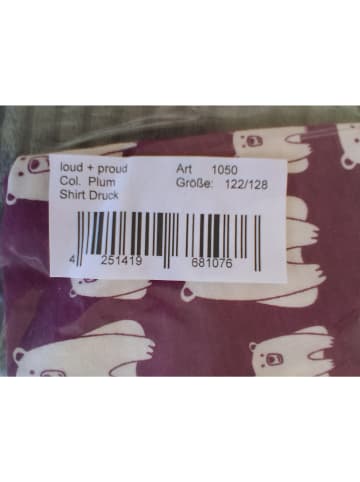 loud + proud Art 1050
Col. Plum Größe: 122/128
Shirt Druck
4 251419 681076